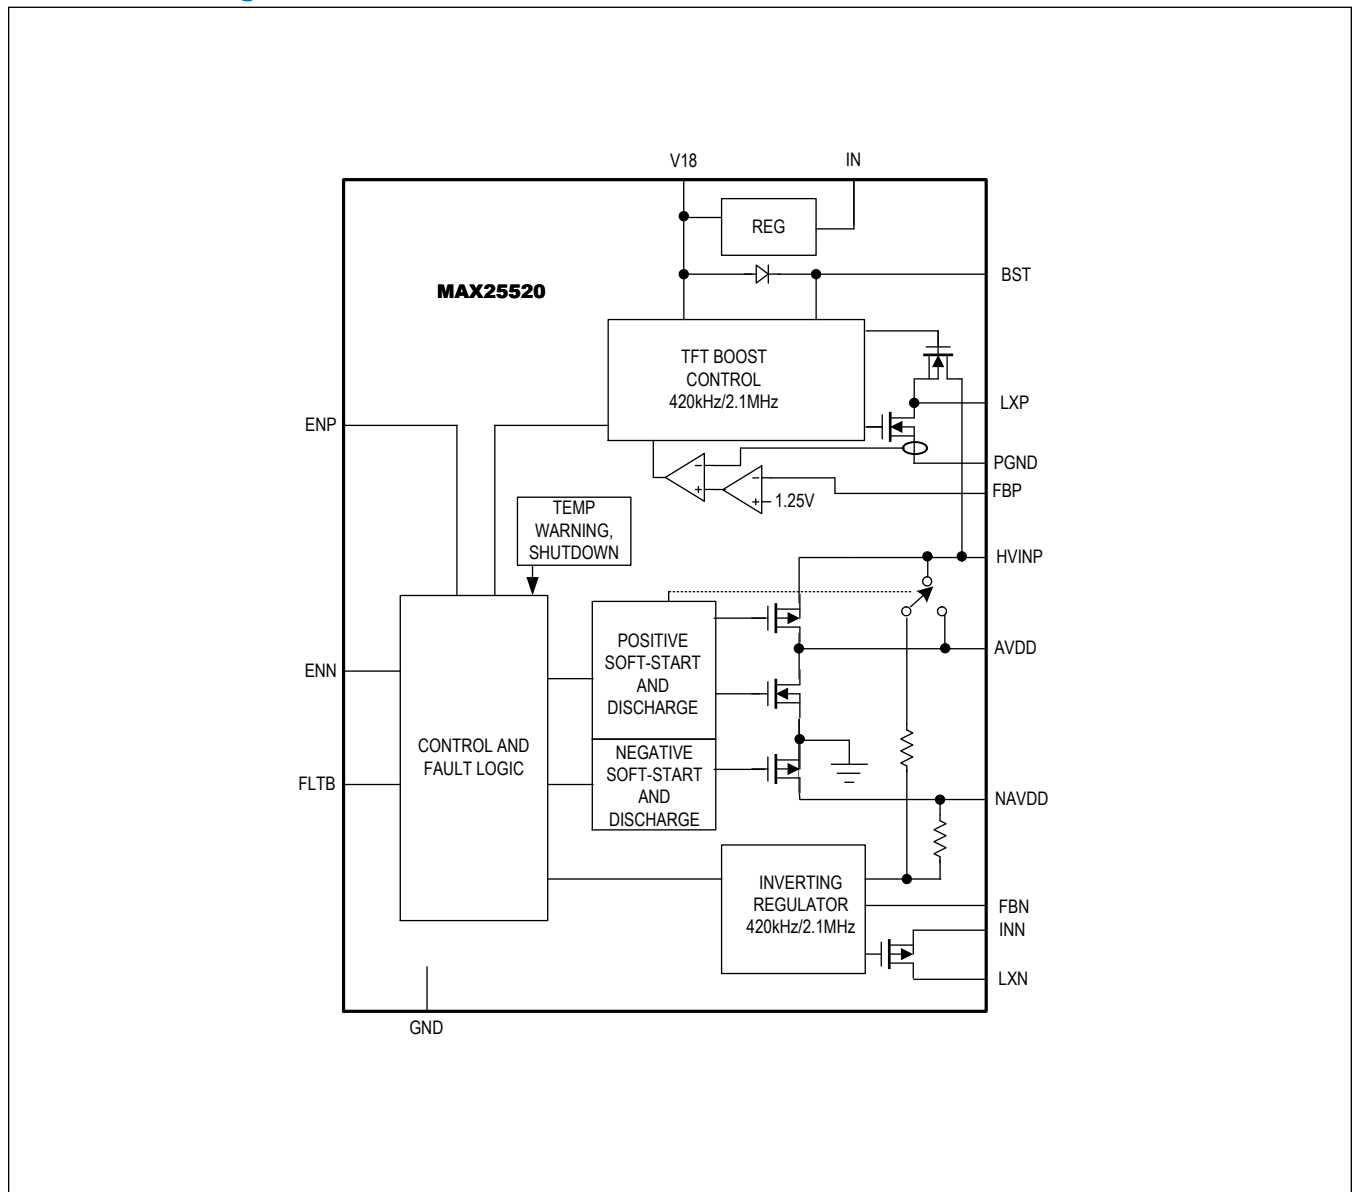 V18
IN
REG
BST
MAX25520
TFT BOOST
CONTROL
420kHz/2.1MHz
LXP
ENP
PGND
FBP
−
+
−
+
1.25V
TEMP
WARNING,
SHUTDOWN
HVINP
POSITIVE
SOFT-START
AND
DISCHARGE
AVDD
ENN
CONTROL AND
FAULT LOGIC
NEGATIVE
SOFT-START
AND
DISCHARGE
FLTB
NAVDD
INVERTING
REGULATOR
420kHz/2.1MHz
FBN
INN
LXN
GND